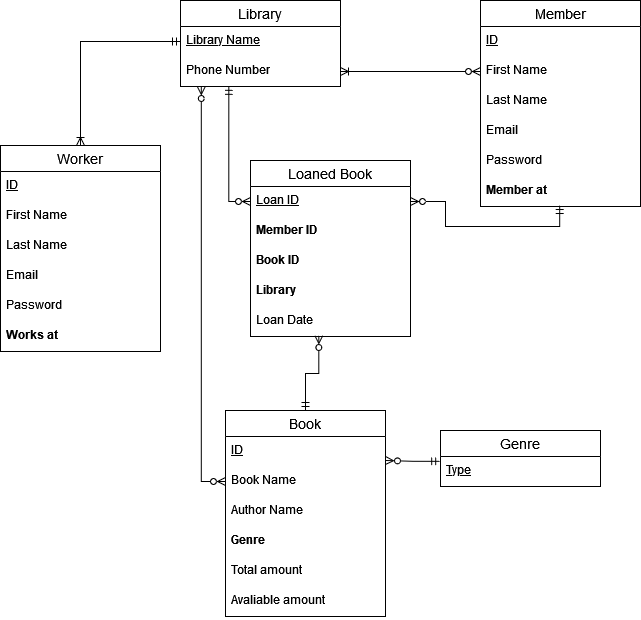 Library
Library Name
Phone Number
Member
ID
First Name
Last Name
Email
Password
Member at
Worker
ID
First Name
Last Name
Email
Password
Works at
Loaned Book
Loan ID
Member ID
Book ID
Library
Loan Date
Book
ID
Book Name
Author Name
Genre
Total amount
Avaliable amount
Genre
Type